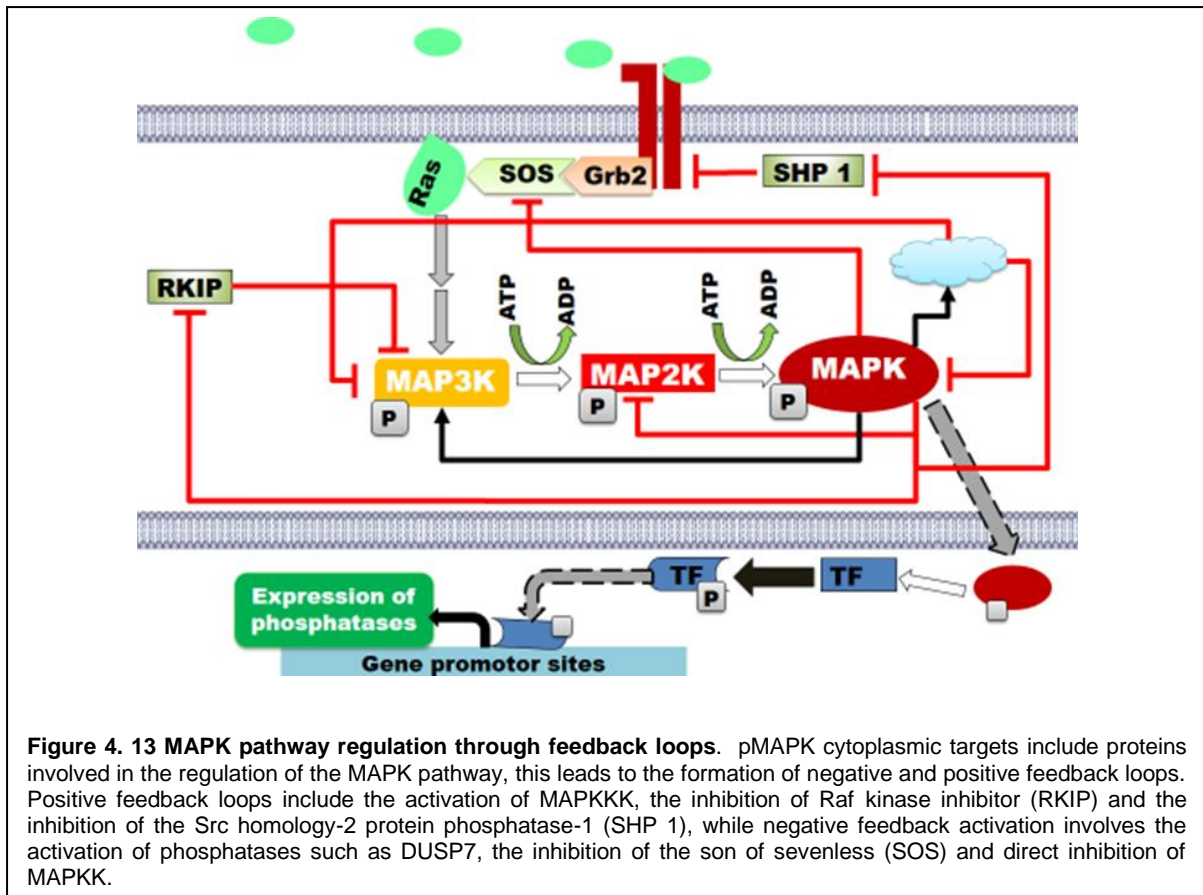 Ras
SOS
Grb2
SHP 1
RKIP
ATP
ADP
ATP
ADP
MAP3K
MAP2K
MAPK
P
P
P
TF
TF
P
Expression of
phosphatases
Gene promotor sites
Figure 4. 13 MAPK pathway regulation through feedback loops. pMAPK cytoplasmic targets include proteins
involved in the regulation of the MAPK pathway, this leads to the formation of negative and positive feedback loops.
Positive feedback loops include the activation of MAPKKK, the inhibition of Raf kinase inhibitor (RKIP) and the
inhibition of the Src homology-2 protein phosphatase-1 (SHP 1), while negative feedback activation involves the
activation of phosphatases such as DUSP7, the inhibition of the son of sevenless (SOS) and direct inhibition of
MAPKK.